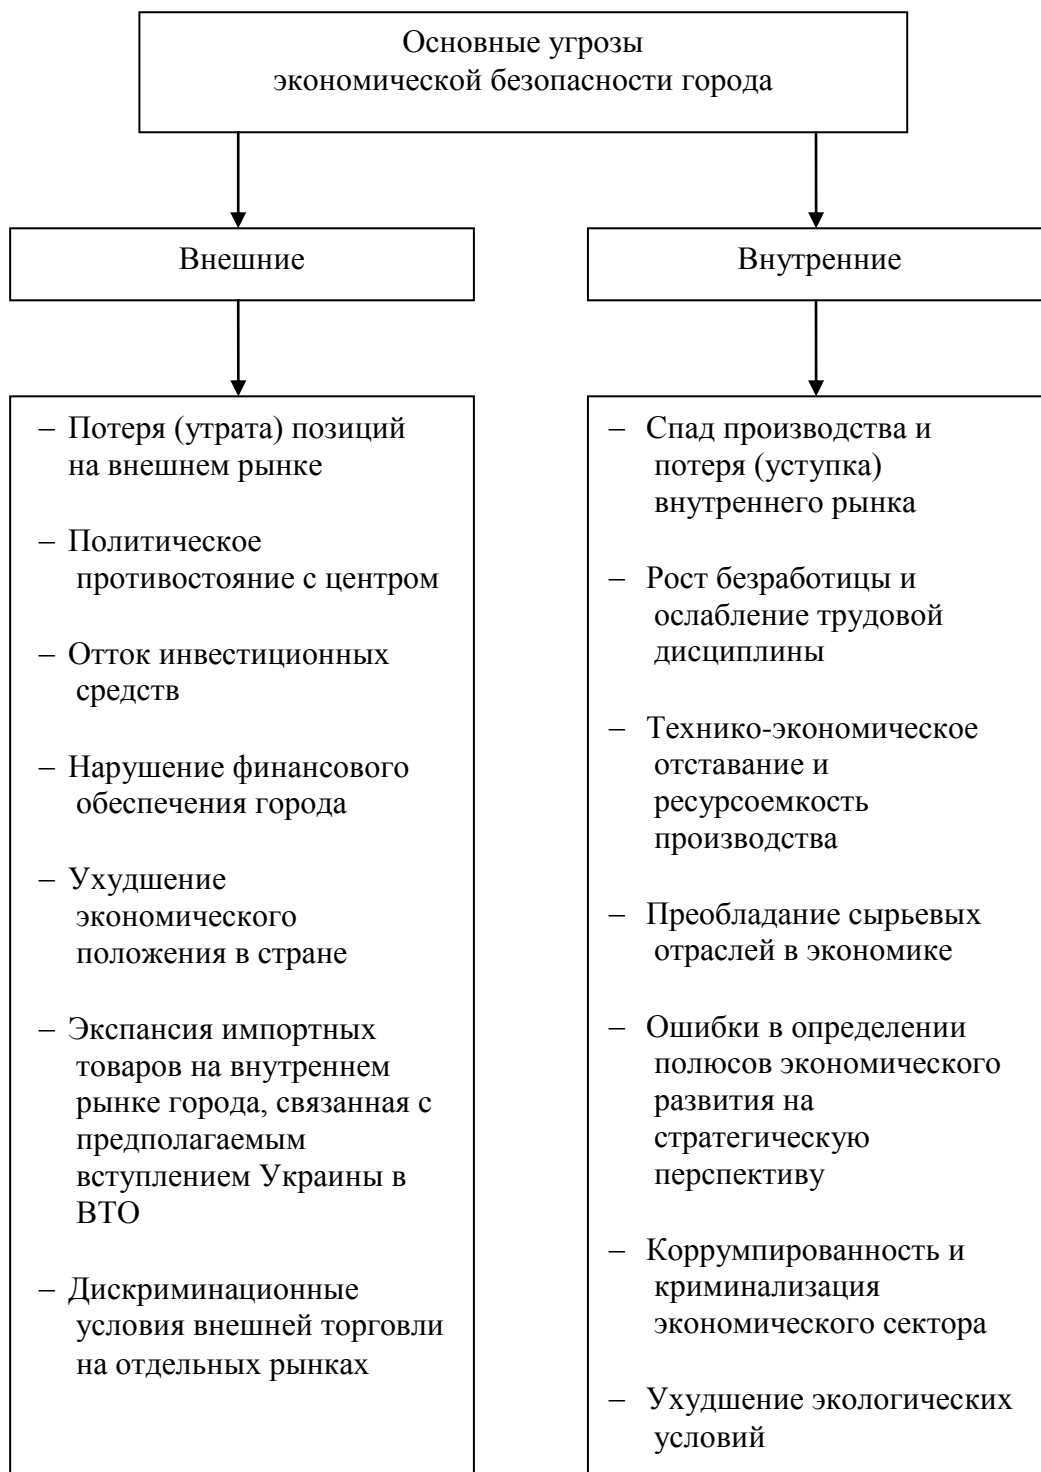 Основные угрозы
экономической безопасности города
Внешние
– Потеря (утрата) позиций
на внешнем рынке
– Политическое
противостояние с центром
– Отток инвестиционных
средств
– Нарушение финансового
обеспечения города
– Ухудшение
экономического
положения в стране
– Экспансия импортных
товаров на внутреннем
рынке города, связанная с
предполагаемым
вступлением Украины в
ВТО
– Дискриминационные
условия внешней торговли
на отдельных рынках
Внутренние
– Спад производства и
потеря (уступка)
внутреннего рынка
– Рост безработицы и
ослабление трудовой
дисциплины
– Технико-экономическое
отставание и
ресурсоемкость
производства
– Преобладание сырьевых
отраслей в экономике
– Ошибки в определении
полюсов экономического
развития на
стратегическую
перспективу
– Коррумпированность и
криминализация
экономического сектора
– Ухудшение экологических
условий